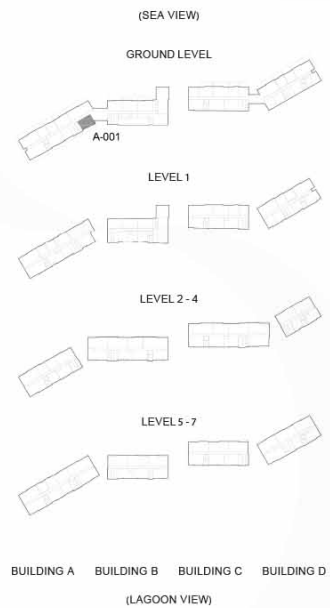 (SEA VIEW)
GROUND LEVEL
A-001
LEVEL 1
LEVEL 2 - 4
LEVEL 5 - 7
BUILDING A BUILDING B BUILDING C BUILDING D
(LAGOON VIEW)